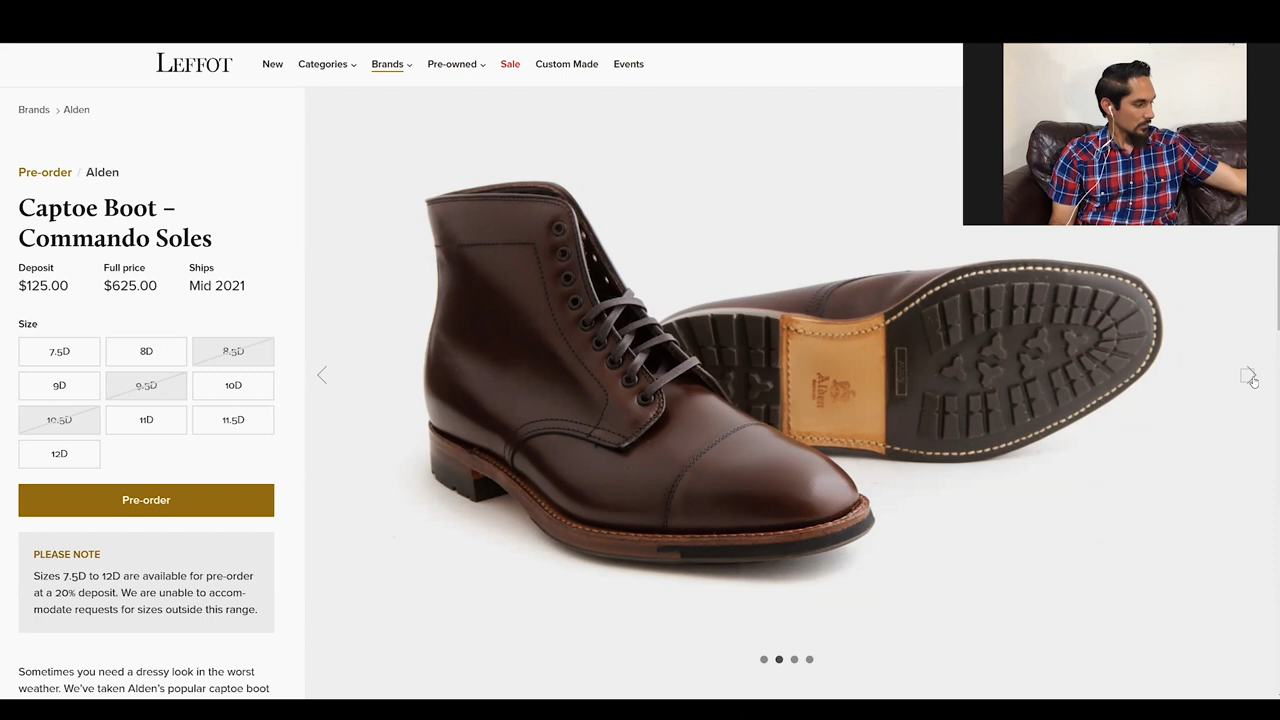 LEFFOT
New
Categories
Brands
Pre-owned
Sale
Custom Made
Events
Brands > Alden
Pre-order / Alden
Captoe Boot –
Commando Soles
Deposit
Full price
Ships
$125.00
$625.00
Mid 2021
Size
7.5D
8D
8.5D
9D
9.5D
10D
10.5D
11D
11.5D
12D
Pre-order
PLEASE NOTE
Sizes 7.5D to 12D are available for pre-order
at a 20% deposit. We are unable to accom-
modate requests for sizes outside this range.
Sometimes you need a dressy look in the worst
weather. We've taken Alden's popular captoe boot
Alden